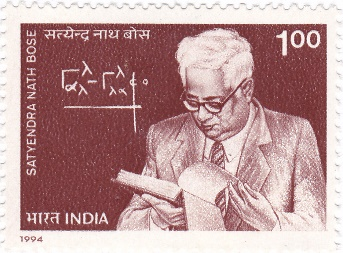 सत्येन्द्र नाथ बोस
SATYENDRA NATH BOSE
1.00
भारत INDIA
1994